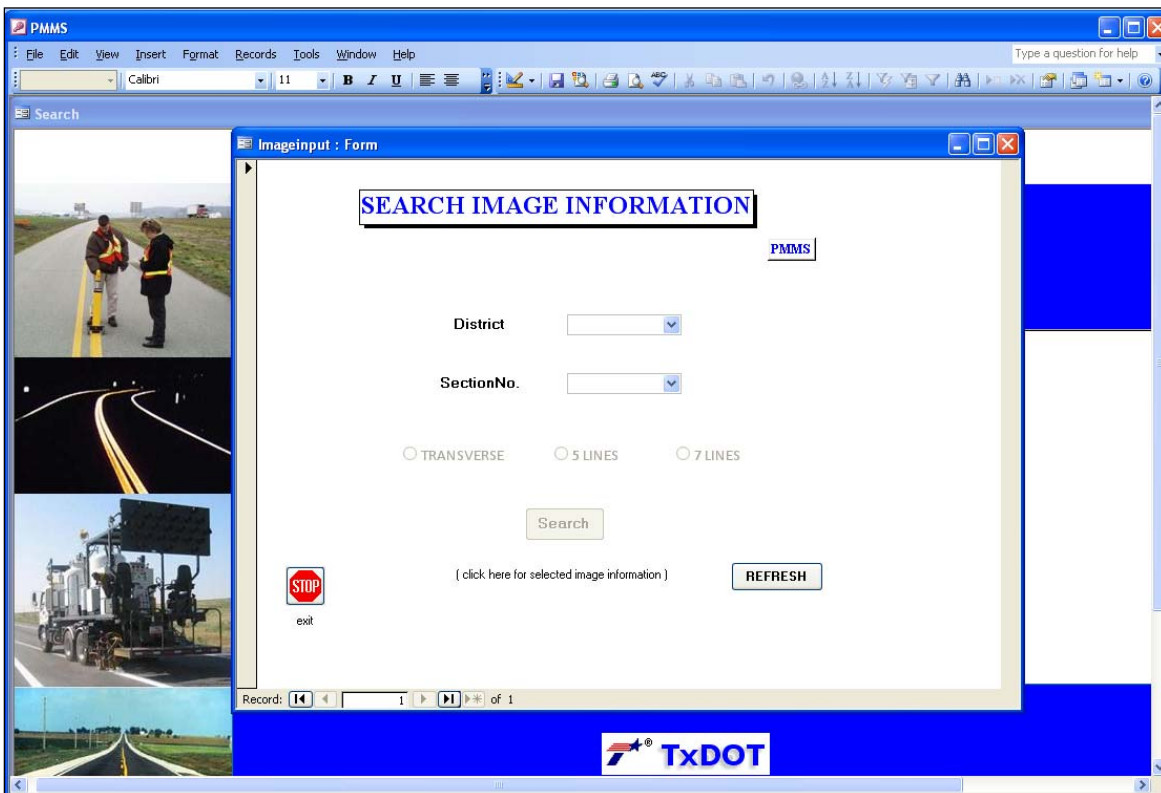 PMMS
File Edit View Insert Format Records Tools Window Help Type a question for help
Calibri 11 B I U
Search
Imageinput : Form
SEARCH IMAGE INFORMATION
PMMS
District
SectionNo.
TRANSVERSE 5 LINES 7 LINES
Search
( click here for selected image information ) REFRESH
STOP
exit
Record: 1 of 1
® TxDOT